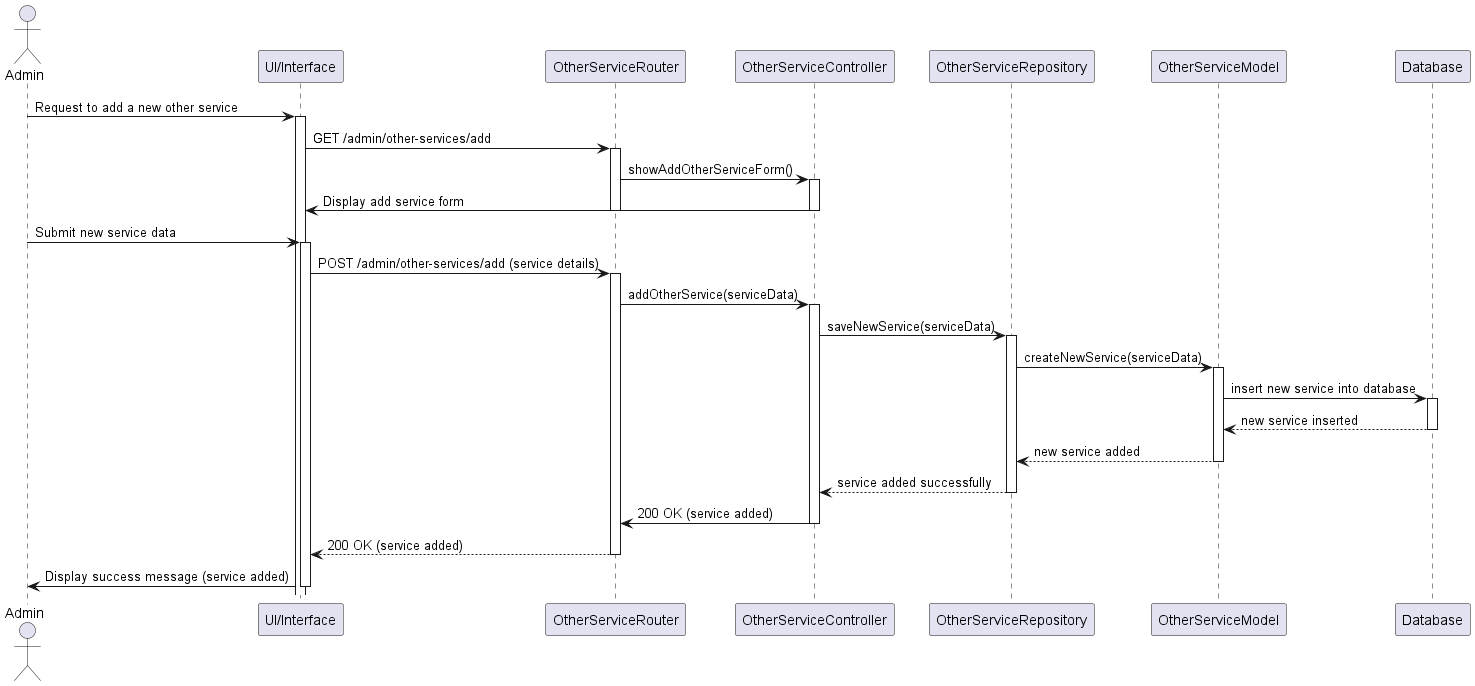 Admin
UI/Interface
OtherServiceRouter
OtherServiceController
OtherServiceRepository
OtherServiceModel
Database
Request to add a new other service
GET /admin/other-services/add
showAddOtherServiceForm()
Display add service form
Submit new service data
POST /admin/other-services/add (service details)
addOtherService(serviceData)
saveNewService(serviceData)
createNewService(serviceData)
insert new service into database
new service inserted
new service added
service added successfully
200 OK (service added)
200 OK (service added)
Display success message (service added)
Admin
UI/Interface
OtherServiceRouter
OtherServiceController
OtherServiceRepository
OtherServiceModel
Database